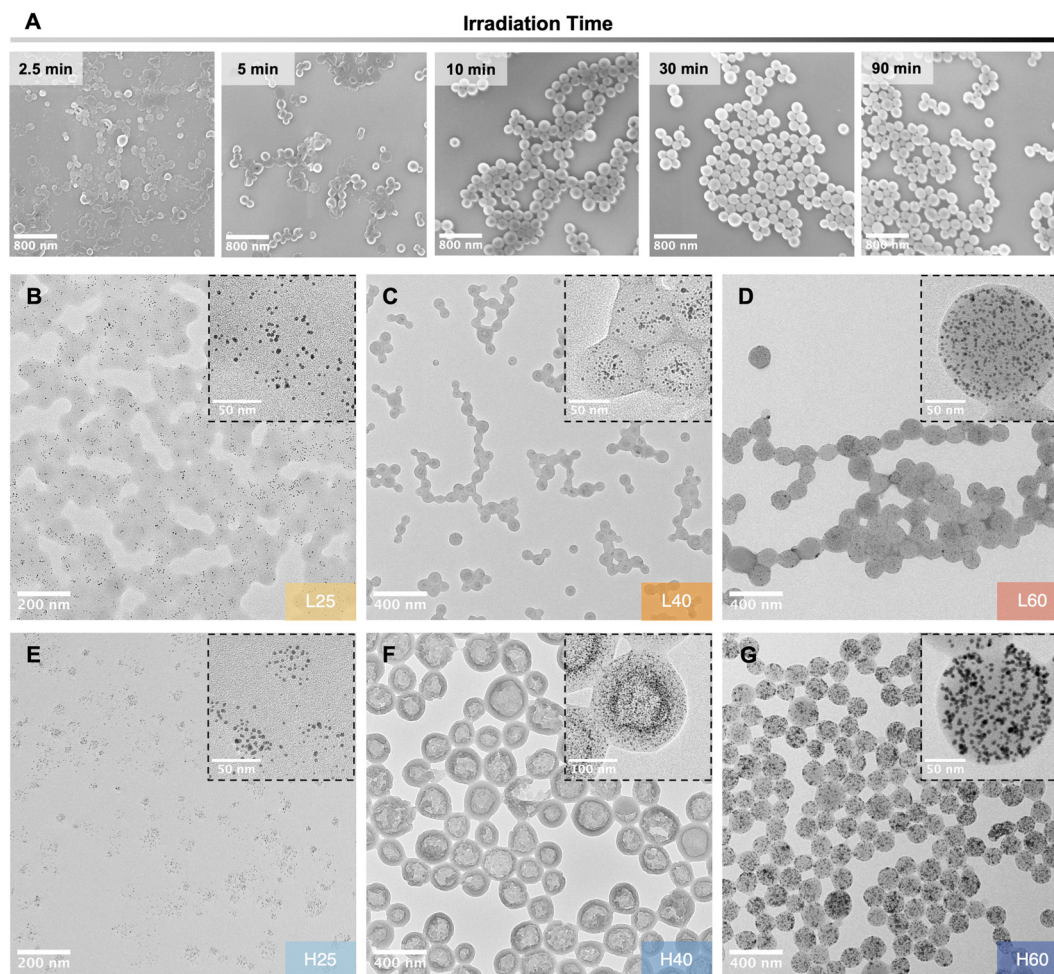 A
Irradiation Time
2.5 min
5 min
10 min
30 min
90 min
800 nm
800 nm
800 nm
800 nm
800 nm
B
50 nm
200 nm
L25
C
50 nm
400 nm
L40
D
50 nm
400 nm
L60
E
50 nm
200 nm
H25
F
100 nm
400 nm
H40
G
50 nm
400 nm
H60